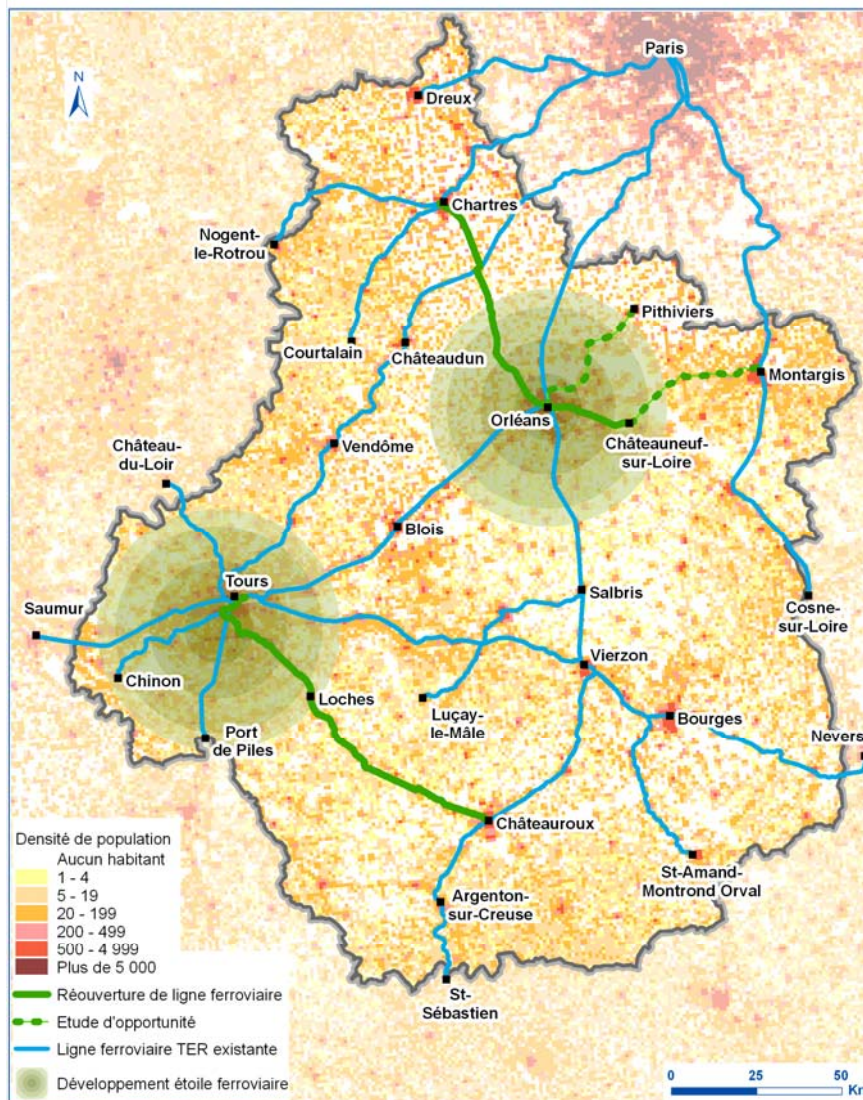 Paris
N
Dreux
Chartres
Nogent-
le-Rotrou
Pithiviers
Courtalain
Châteaudun
Montargis
Orléans
Châteauneuf-
sur-Loire
Château-
du-Loir
Vendôme
Blois
Tours
Salbris
Saumur
Cosne-
sur-Loire
Vierzon
Chinon
Loches
Luçay-
le-Mâle
Bourges
Port
de Piles
Nevers
Châteauroux
St-Amand-
Montrond Orval
Argenton-
sur-Creuse
St-
Sébastien
Densité de population
Aucun habitant
1 - 4
5 - 19
20 - 199
200 - 499
500 - 4 999
Plus de 5 000
Réouverture de ligne ferroviaire
Etude d'opportunité
Ligne ferroviaire TER existante
Développement étoile ferroviaire
0 25 50
Km